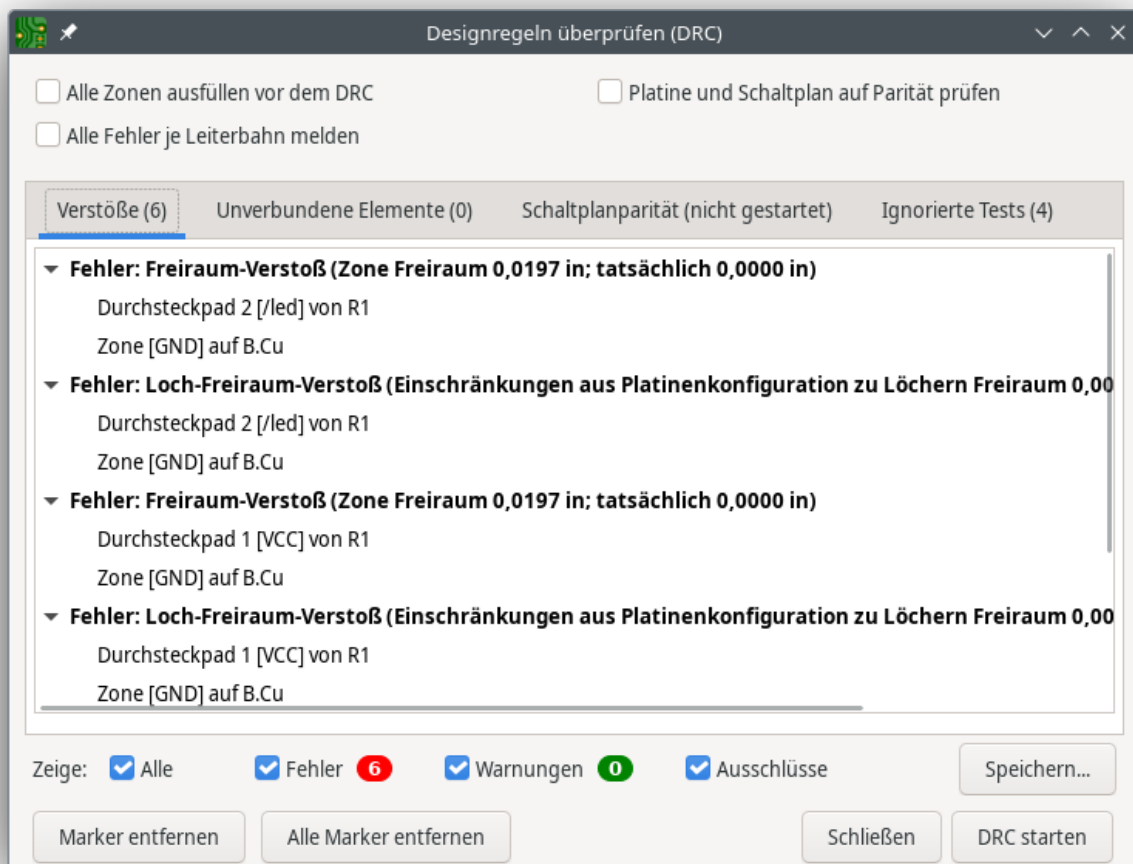 Designregeln überprüfen (DRC)
Alle Zonen ausfüllen vor dem DRC
Platine und Schaltplan auf Parität prüfen
Alle Fehler je Leiterbahn melden
Verstöße (6) Unverbundene Elemente (0) Schaltplanparität (nicht gestartet) Ignorierte Tests (4)
Fehler: Freiraum-Verstoß (Zone Freiraum 0,0197 in; tatsächlich 0,0000 in)
Durchsteckpad 2 [/led] von R1
Zone [GND] auf B.Cu
Fehler: Loch-Freiraum-Verstoß (Einschränkungen aus Platinenkonfiguration zu Löchern Freiraum 0,00
Durchsteckpad 2 [/led] von R1
Zone [GND] auf B.Cu
Fehler: Freiraum-Verstoß (Zone Freiraum 0,0197 in; tatsächlich 0,0000 in)
Durchsteckpad 1 [VCC] von R1
Zone [GND] auf B.Cu
Fehler: Loch-Freiraum-Verstoß (Einschränkungen aus Platinenkonfiguration zu Löchern Freiraum 0,00
Durchsteckpad 1 [VCC] von R1
Zone [GND] auf B.Cu
Zeige: Alle Fehler 6 Warnungen 0 Ausschlüsse Speichern...
Marker entfernen Alle Marker entfernen Schließen DRC starten